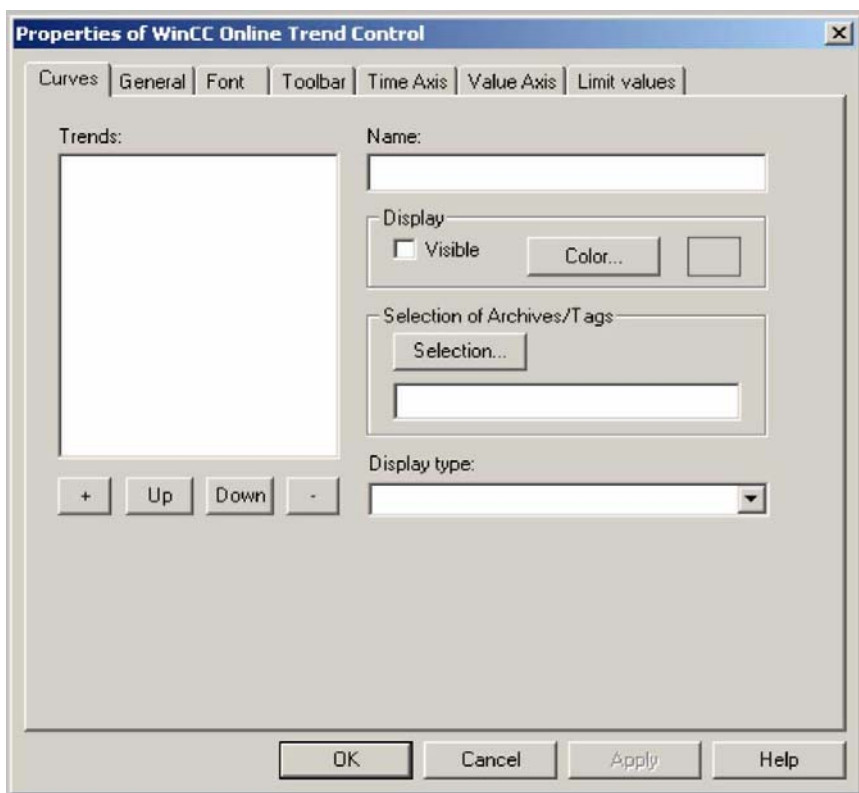 Properties of WinCC Online Trend Control
Curves General Font Toolbar Time Axis Value Axis Limit values
Trends:
Name:
Display
Visible
Color...
Selection of Archives/Tags
Selection...
Display type:
+ Up Down -
OK Cancel Apply Help